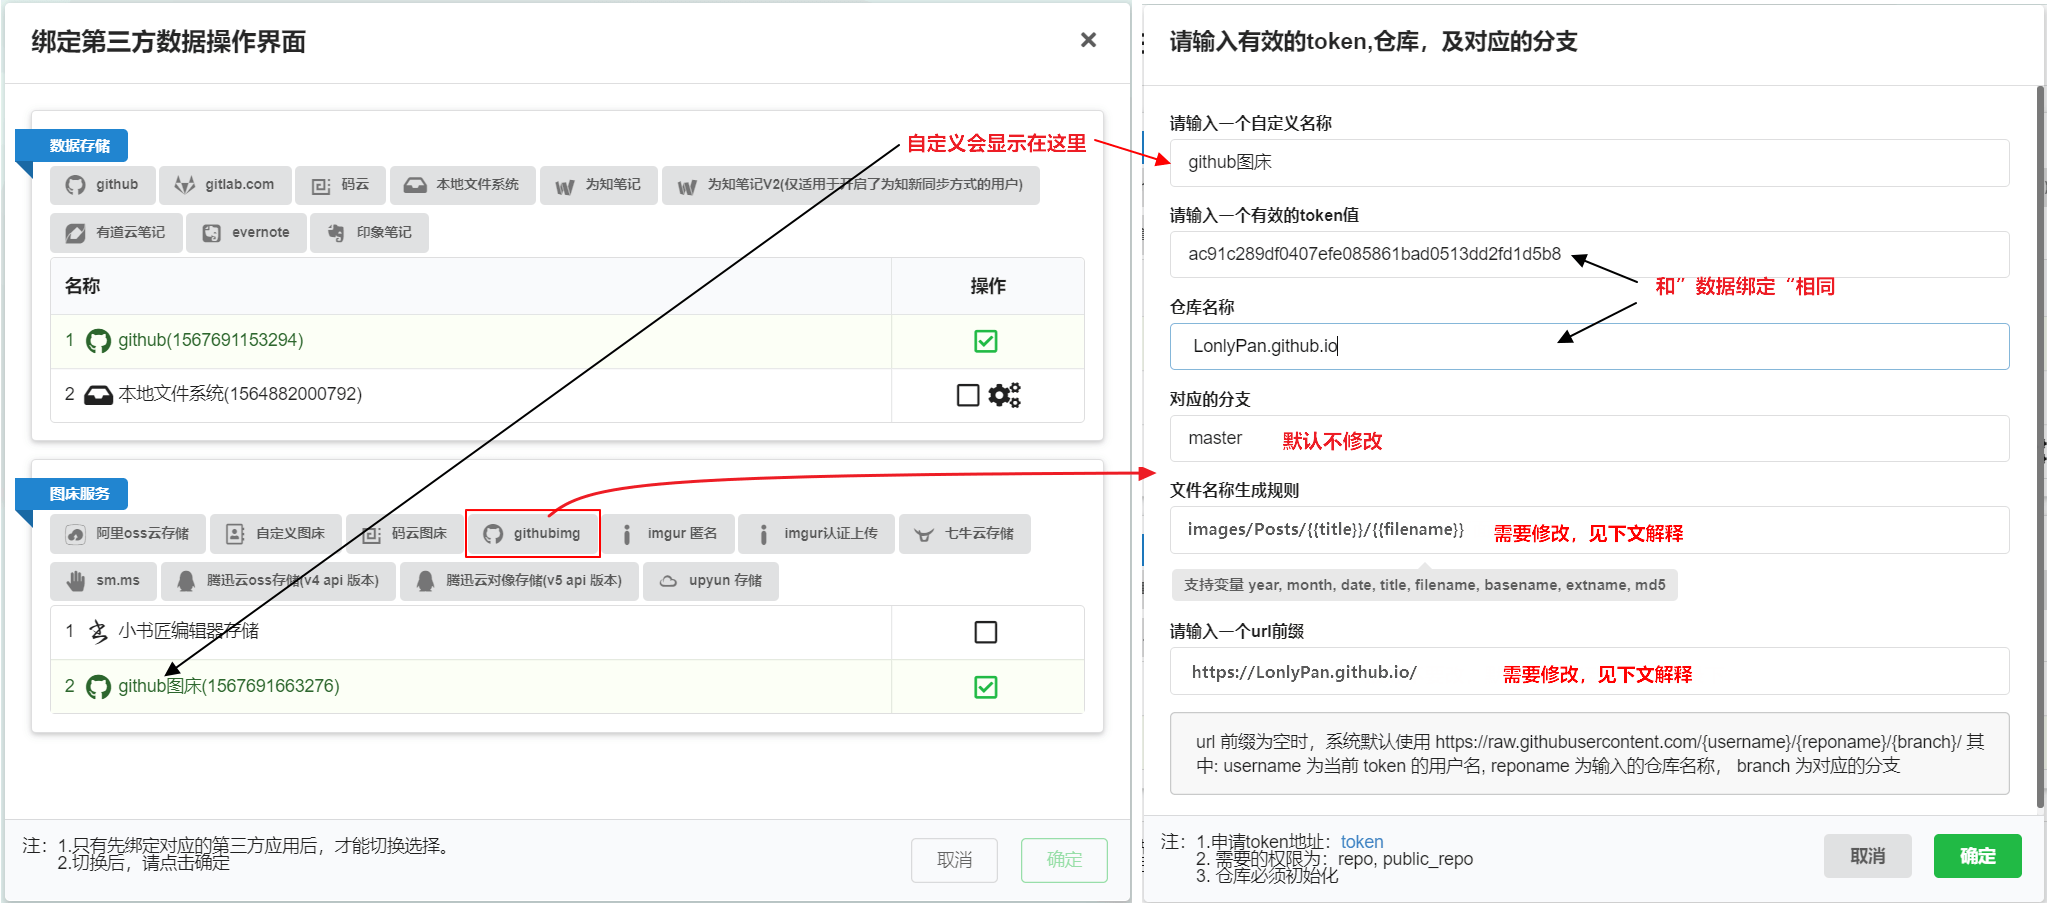 绑定第三方数据操作界面
数据存储
自定义会显示在这里
github
gitlab.com
码云
本地文件系统
为知笔记
为知笔记V2(仅适用于开启了为知新同步方式的用户)
有道云笔记
evernote
印象笔记
名称
操作
1 github(1567691153294)
2 本地文件系统(1564882000792)
图床服务
阿里oss云存储
自定义图床
码云图床
githubimg
imgur 匿名
imgur认证上传
七牛云存储
sm.ms
腾迅云oss存储(v4 api 版本)
腾迅云对像存储(v5 api 版本)
upyun 存储
1 小书匠编辑器存储
2 github图床(1567691663276)
注: 1.只有先绑定对应的第三方应用后，才能切换选择。
2.切换后，请点击确定
取消
确定
请输入有效的token,仓库，及对应的分支
请输入一个自定义名称
github图床
请输入一个有效的token值
ac91c289df0407efe085861bad0513dd2fd1d5b8
和”数据绑定“相同
仓库名称
LonlyPan.github.io
对应的分支
master
默认不修改
文件名称生成规则
images/Posts/{{title}}/{{filename}}
需要修改，见下文解释
支持变量 year, month, date, title, filename, basename, extname, md5
请输入一个url前缀
https://LonlyPan.github.io/
需要修改，见下文解释
url 前缀为空时，系统默认使用 https://raw.githubusercontent.com/{username}/{reponame}/{branch}/ 其
中: username 为当前 token 的用户名, reponame 为输入的仓库名称， branch 为对应的分支
注: 1.申请token地址：token
2. 需要的权限为：repo, public_repo
3. 仓库必须初始化
取消
确定